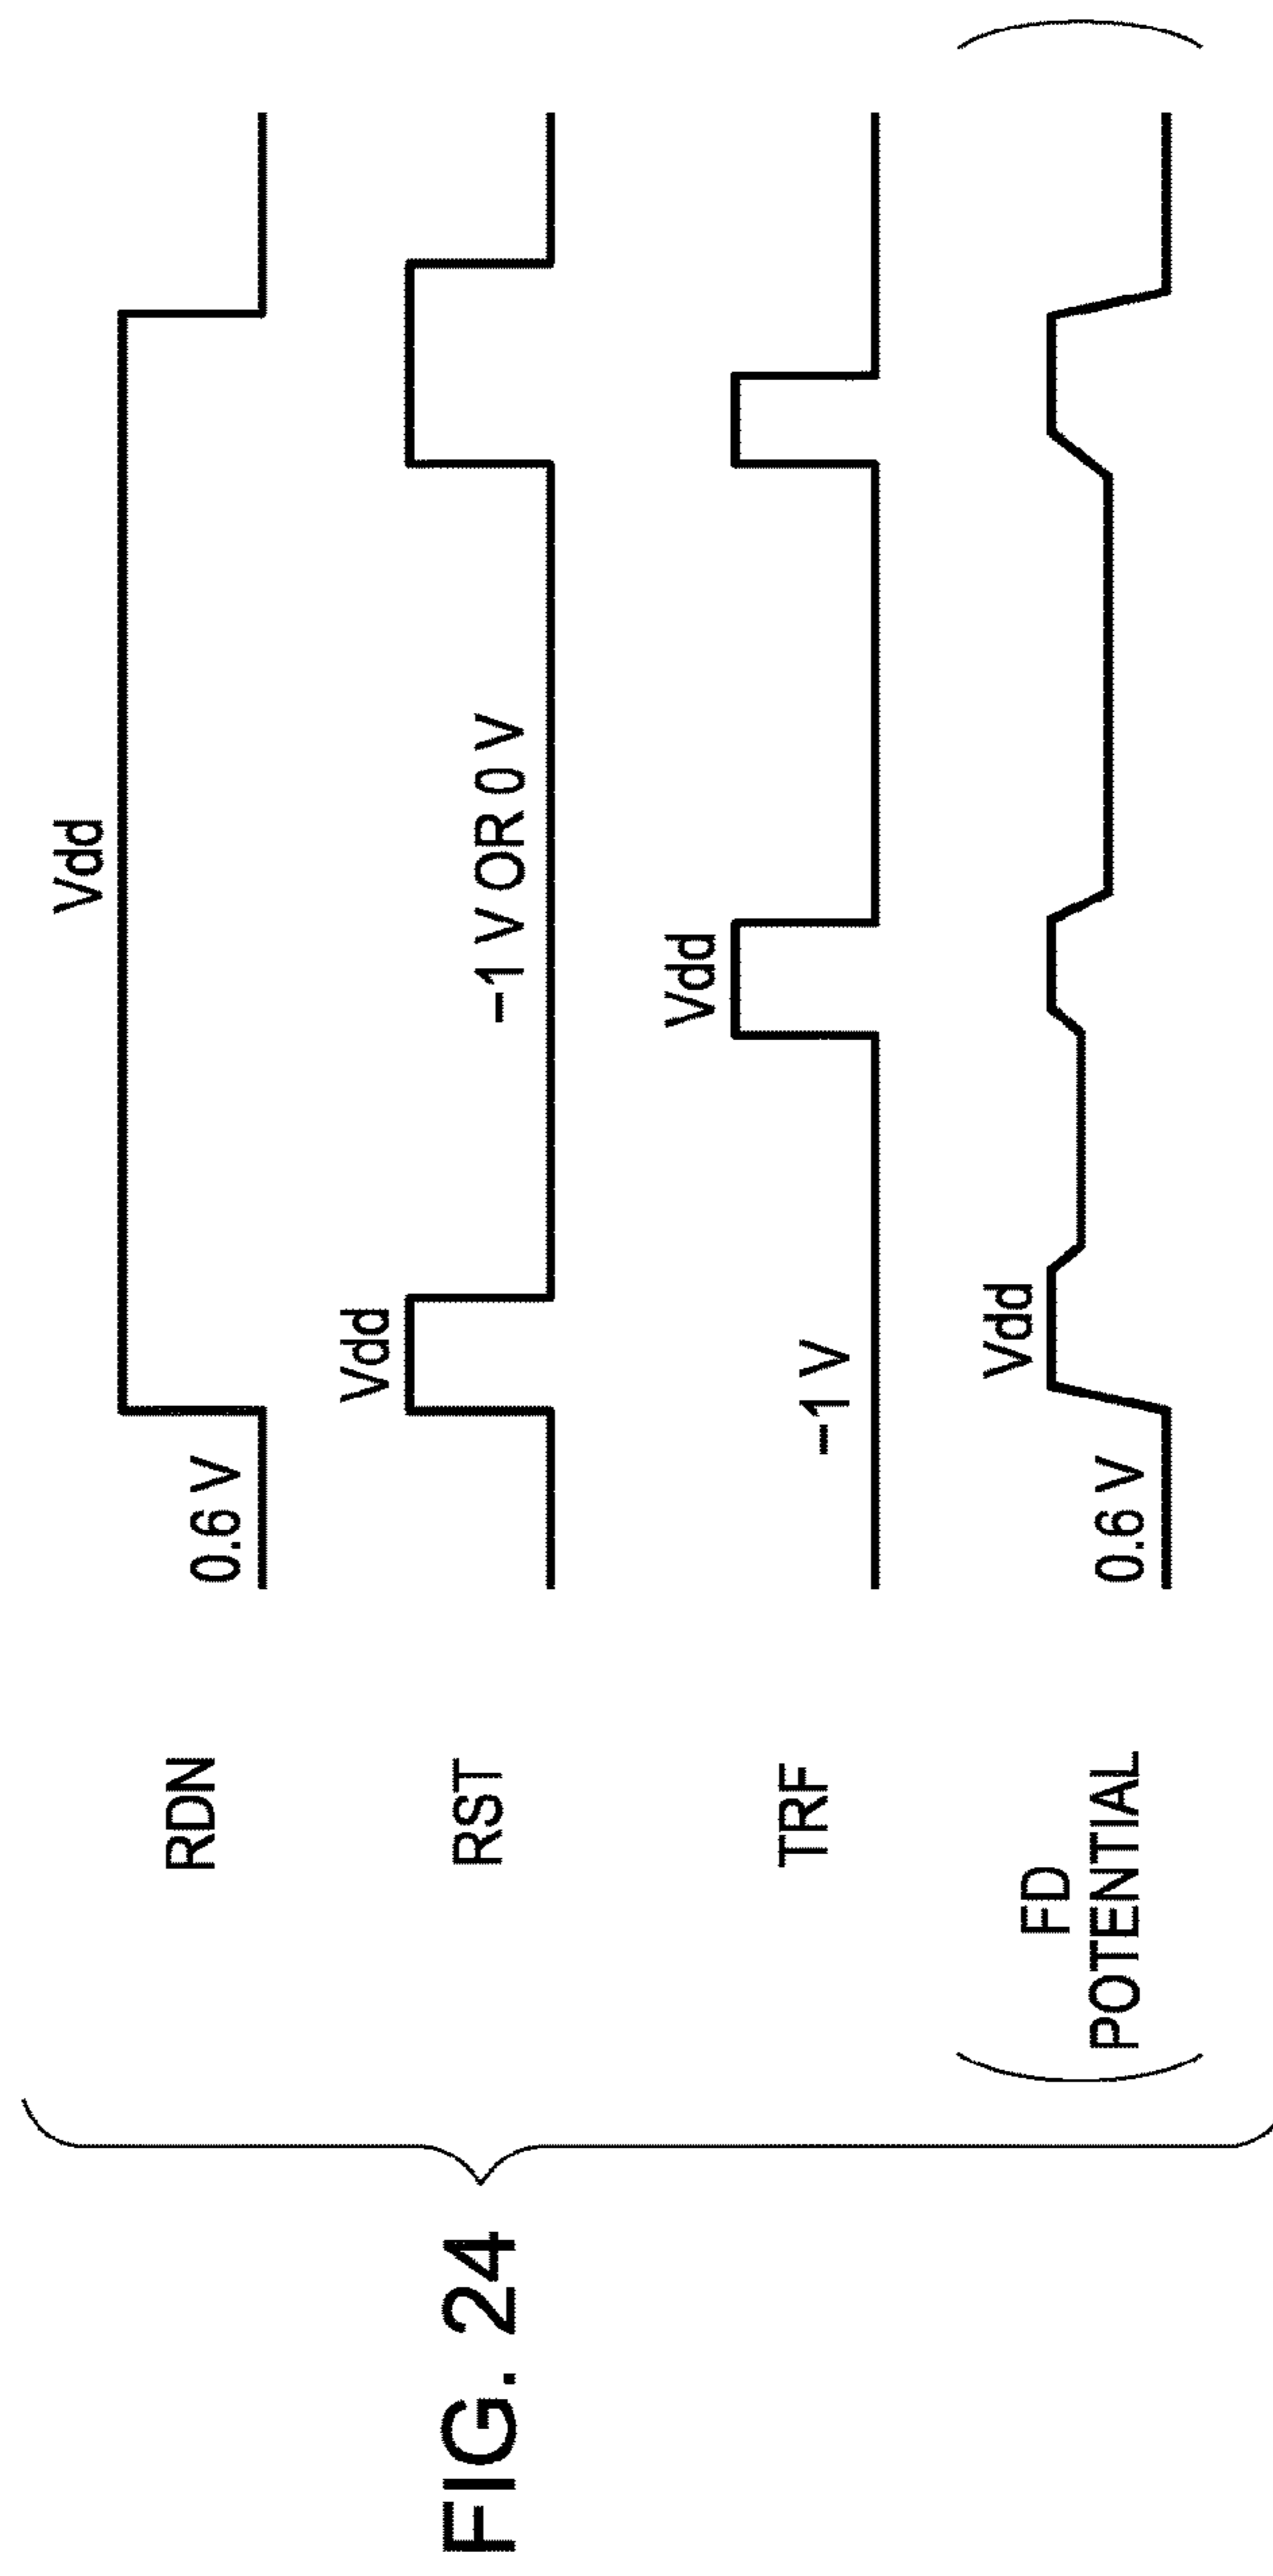 FIG. 24
RDN
0.6 V
Vdd
RST
Vdd
–1 V OR 0 V
TRF
–1 V
Vdd
FD
POTENTIAL
0.6 V
Vdd